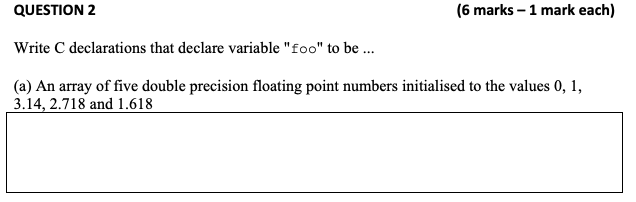 QUESTION 2 (6 marks – 1 mark each)
Write C declarations that declare variable "foo" to be ...
(a) An array of five double precision floating point numbers initialised to the values 0, 1,
3.14, 2.718 and 1.618